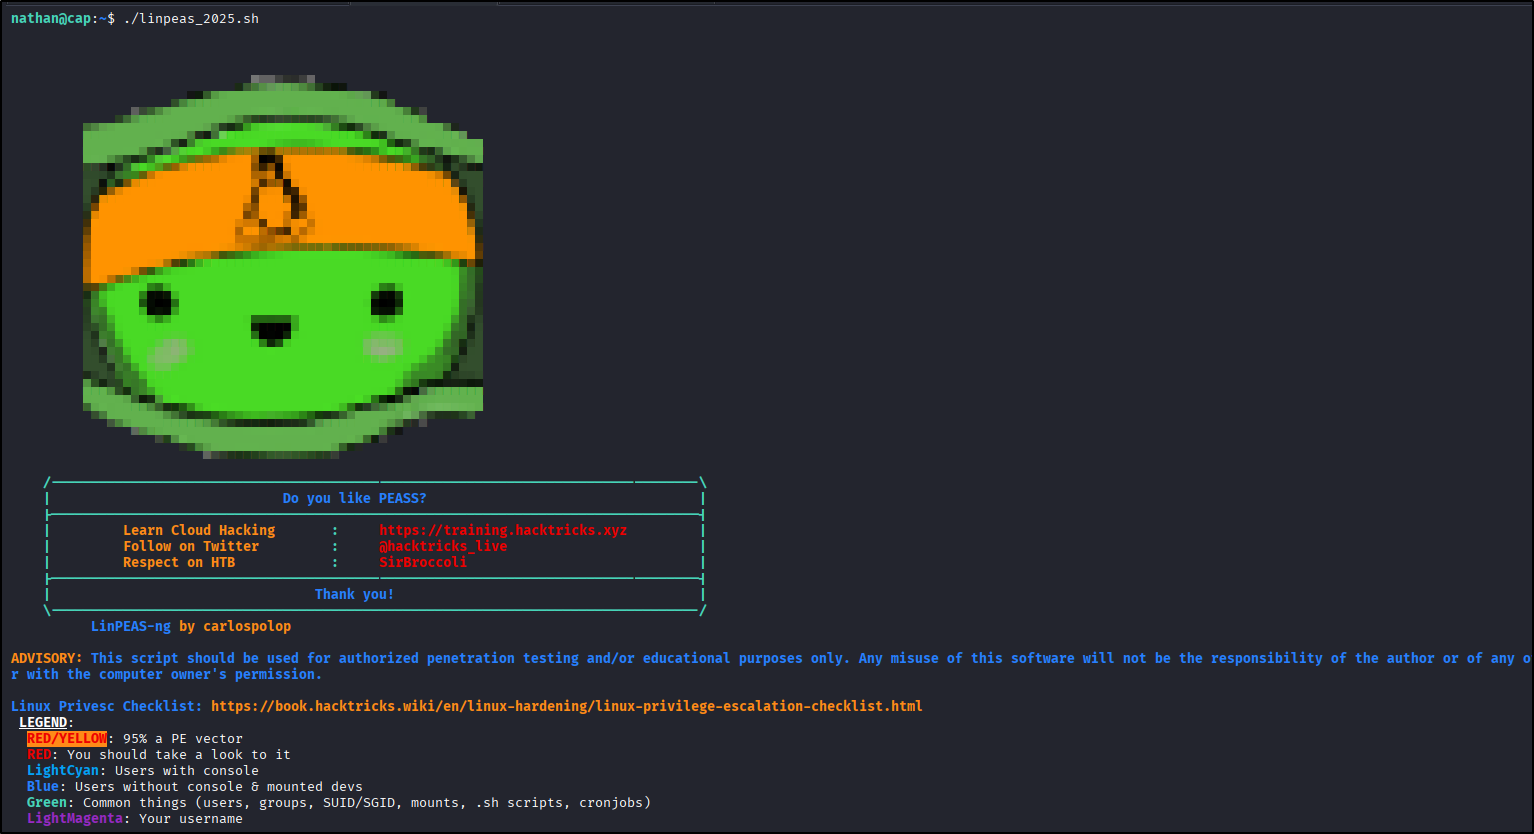 nathan@cap:~$ ./linpeas_2025.sh
Do you like PEASS?
Learn Cloud Hacking : https://training.hacktricks.xyz
Follow on Twitter : @hacktricks_live
Respect on HTB : SirBroccoli
Thank you!
LinPEAS-ng by carlospolop
ADVISORY: This script should be used for authorized penetration testing and/or educational purposes only. Any misuse of this software will not be the responsibility of the author or of any o
r with the computer owner's permission.
Linux Privesc Checklist: https://book.hacktricks.wiki/en/linux-hardening/linux-privilege-escalation-checklist.html
LEGEND:
RED/YELLOW: 95% a PE vector
RED: You should take a look to it
LightCyan: Users with console
Blue: Users without console & mounted devs
Green: Common things (users, groups, SUID/SGID, mounts, .sh scripts, cronjobs)
LightMagenta: Your username